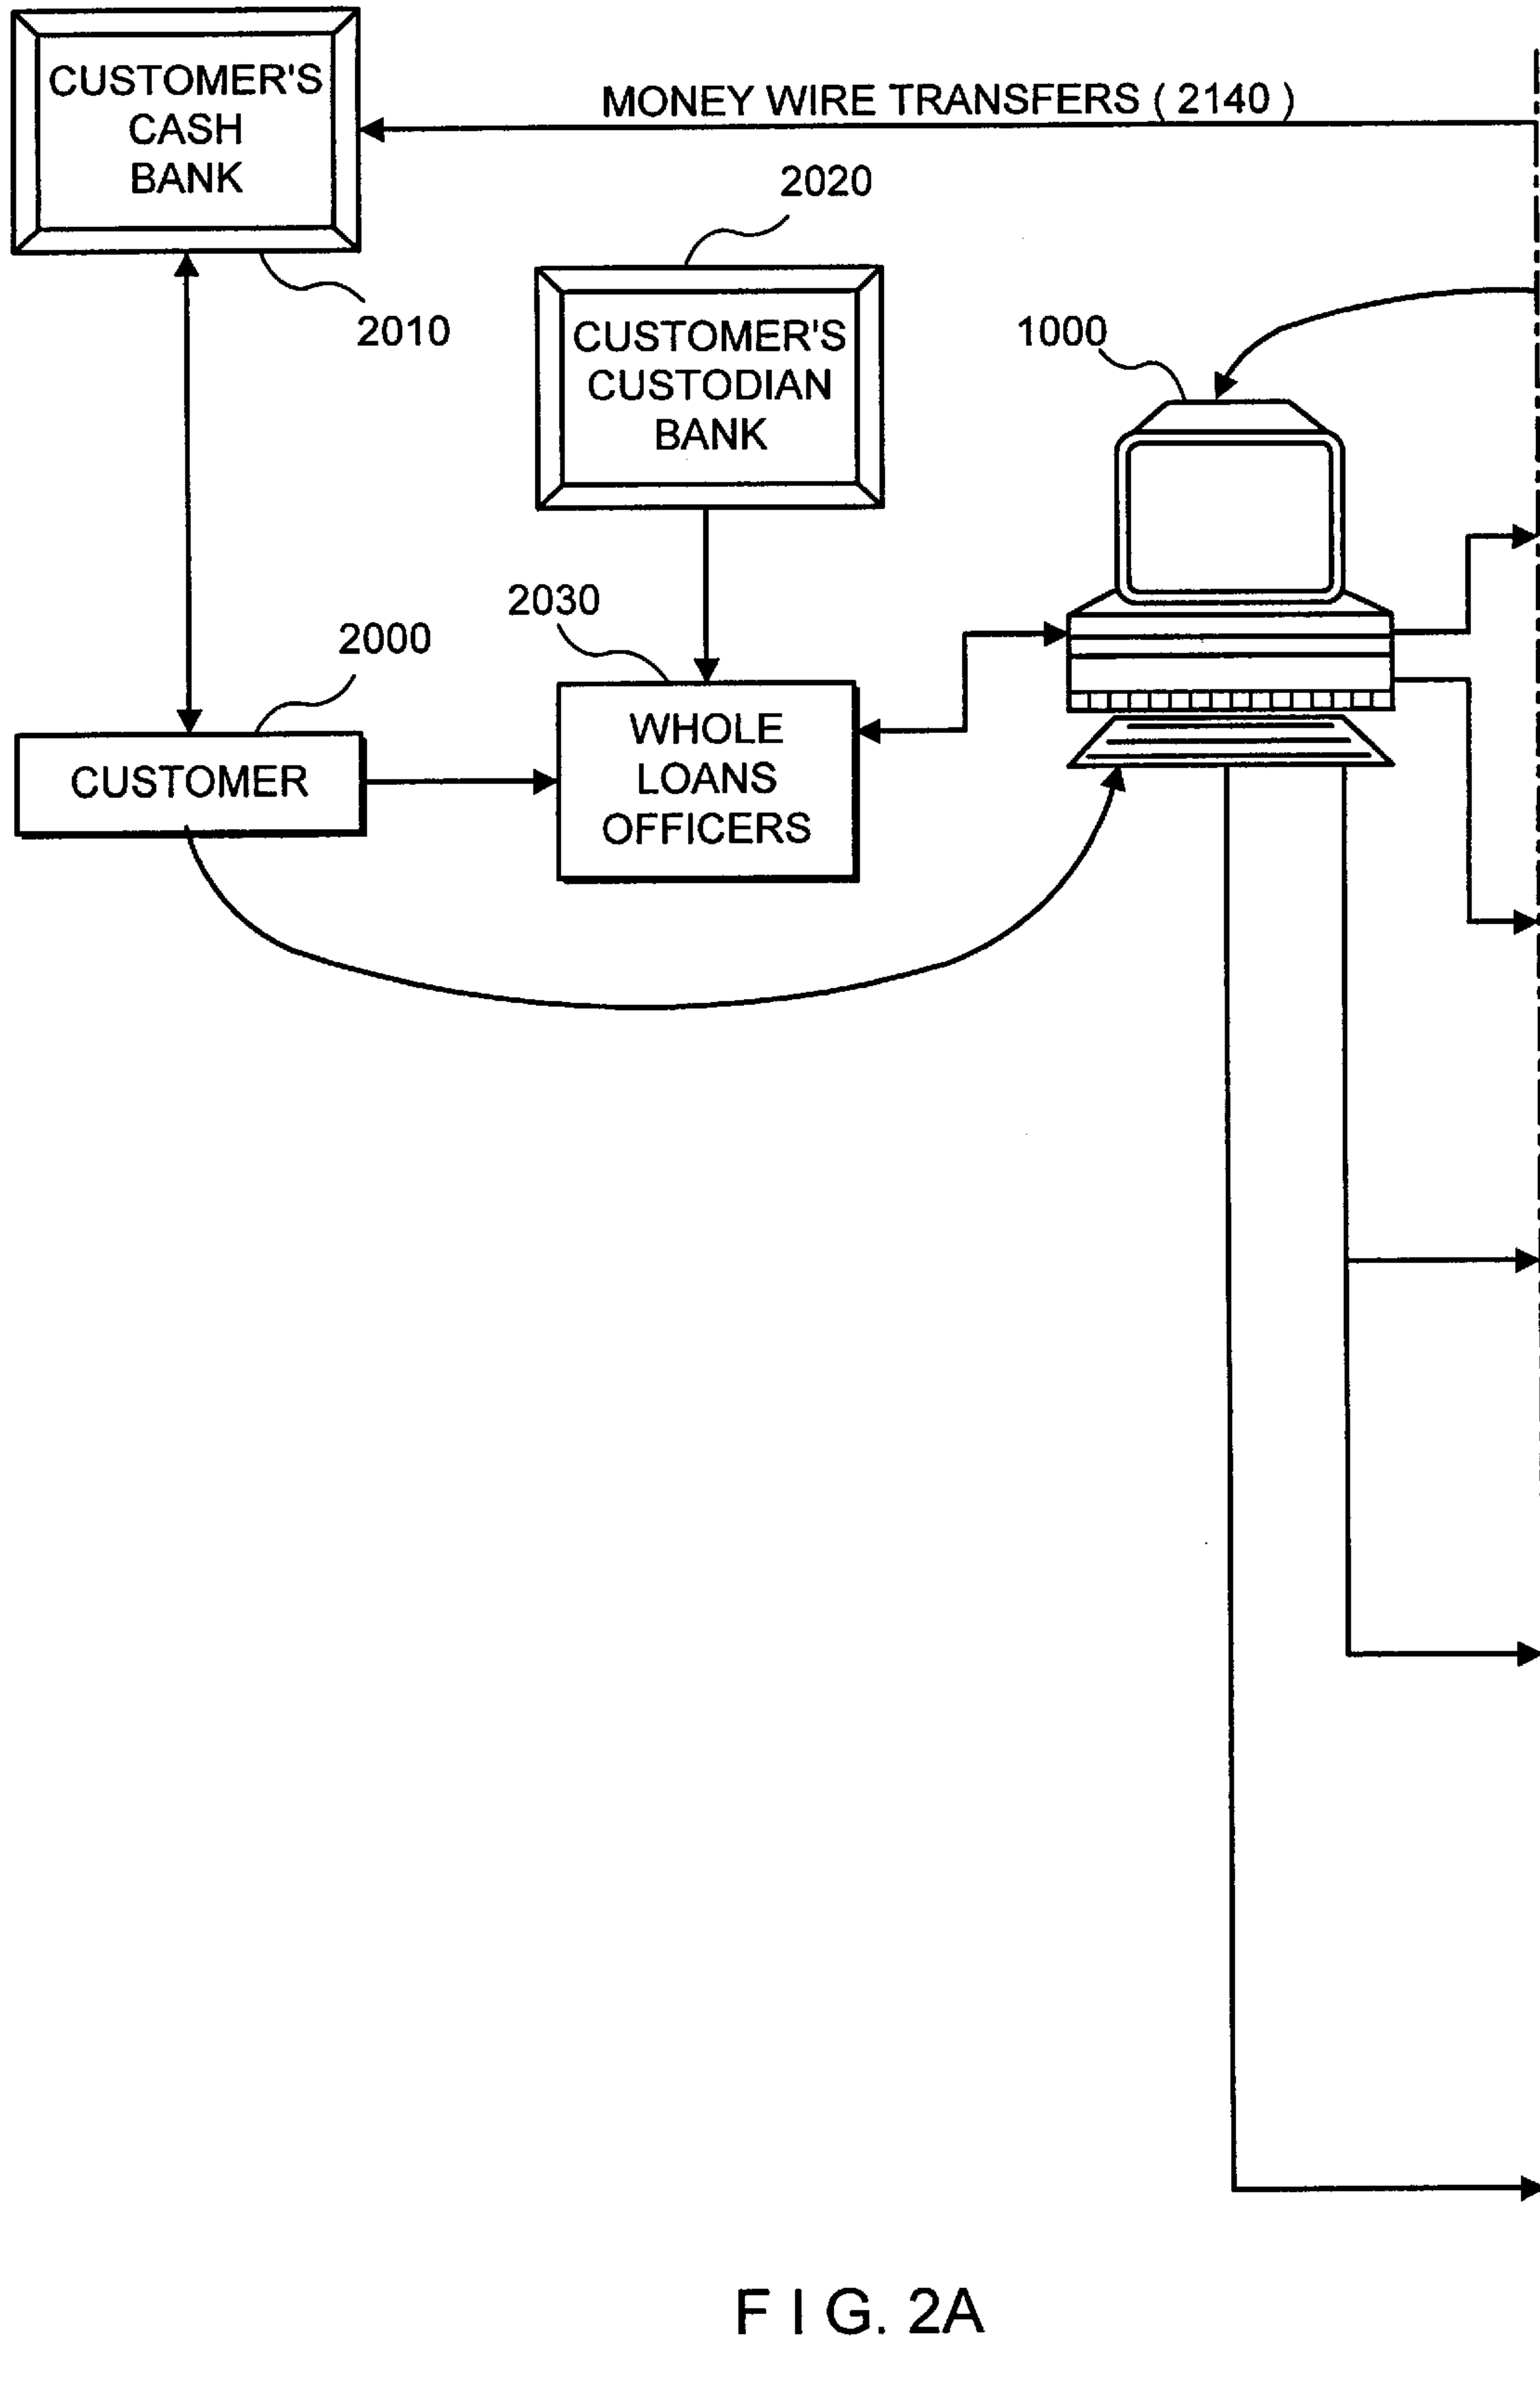 CUSTOMER'S
CASH
BANK
MONEY WIRE TRANSFERS ( 2140 )
2020
2010
CUSTOMER'S
CUSTODIAN
BANK
1000
2030
2000
WHOLE
LOANS
OFFICERS
CUSTOMER
F I G. 2A